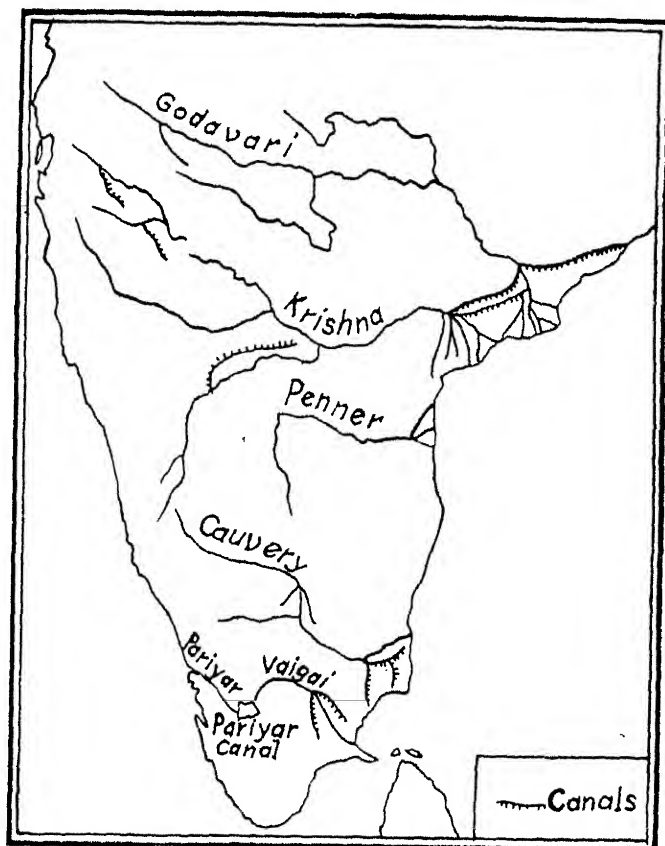 Godavari
Krishna
Penner
Cauvery
Pariyar
Vaigai
Pariyar
Canal
Canals